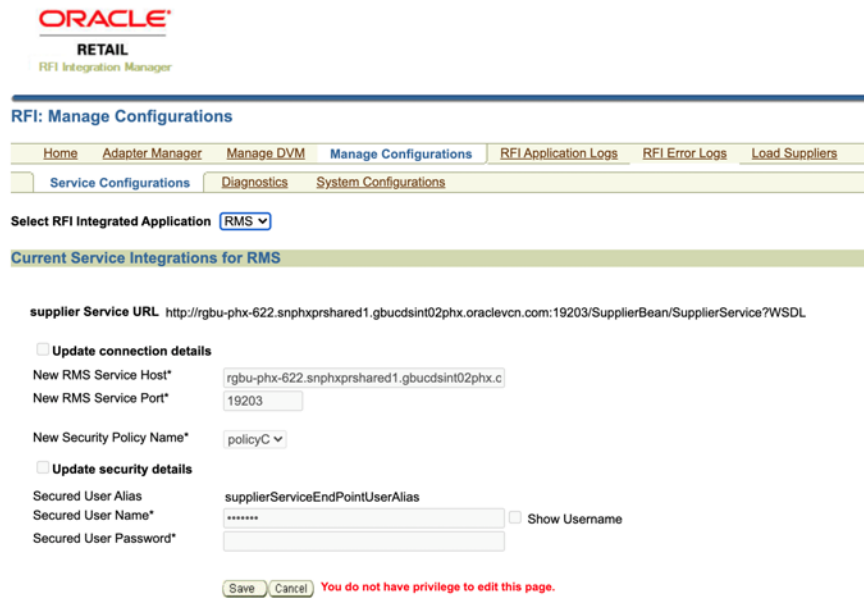 ORACLE
RETAIL
RFI Integration Manager
RFI: Manage Configurations
Home Adapter Manager Manage DVM Manage Configurations RFI Application Logs RFI Error Logs Load Suppliers
Service Configurations Diagnostics System Configurations
Select RFI Integrated Application RMS
Current Service Integrations for RMS
supplier Service URL http://rgbu-phx-622.snphxprshared1.gbucdsint02phx.oraclevcn.com:19203/SupplierBean/SupplierService?WSDL
Update connection details
New RMS Service Host* rgbu-phx-622.snphxprshared1.gbucdsint02phx.c
New RMS Service Port* 19203
New Security Policy Name* policyC
Update security details
Secured User Alias supplierServiceEndPointUserAlias
Secured User Name* ••••••• Show Username
Secured User Password*
Save Cancel You do not have privilege to edit this page.